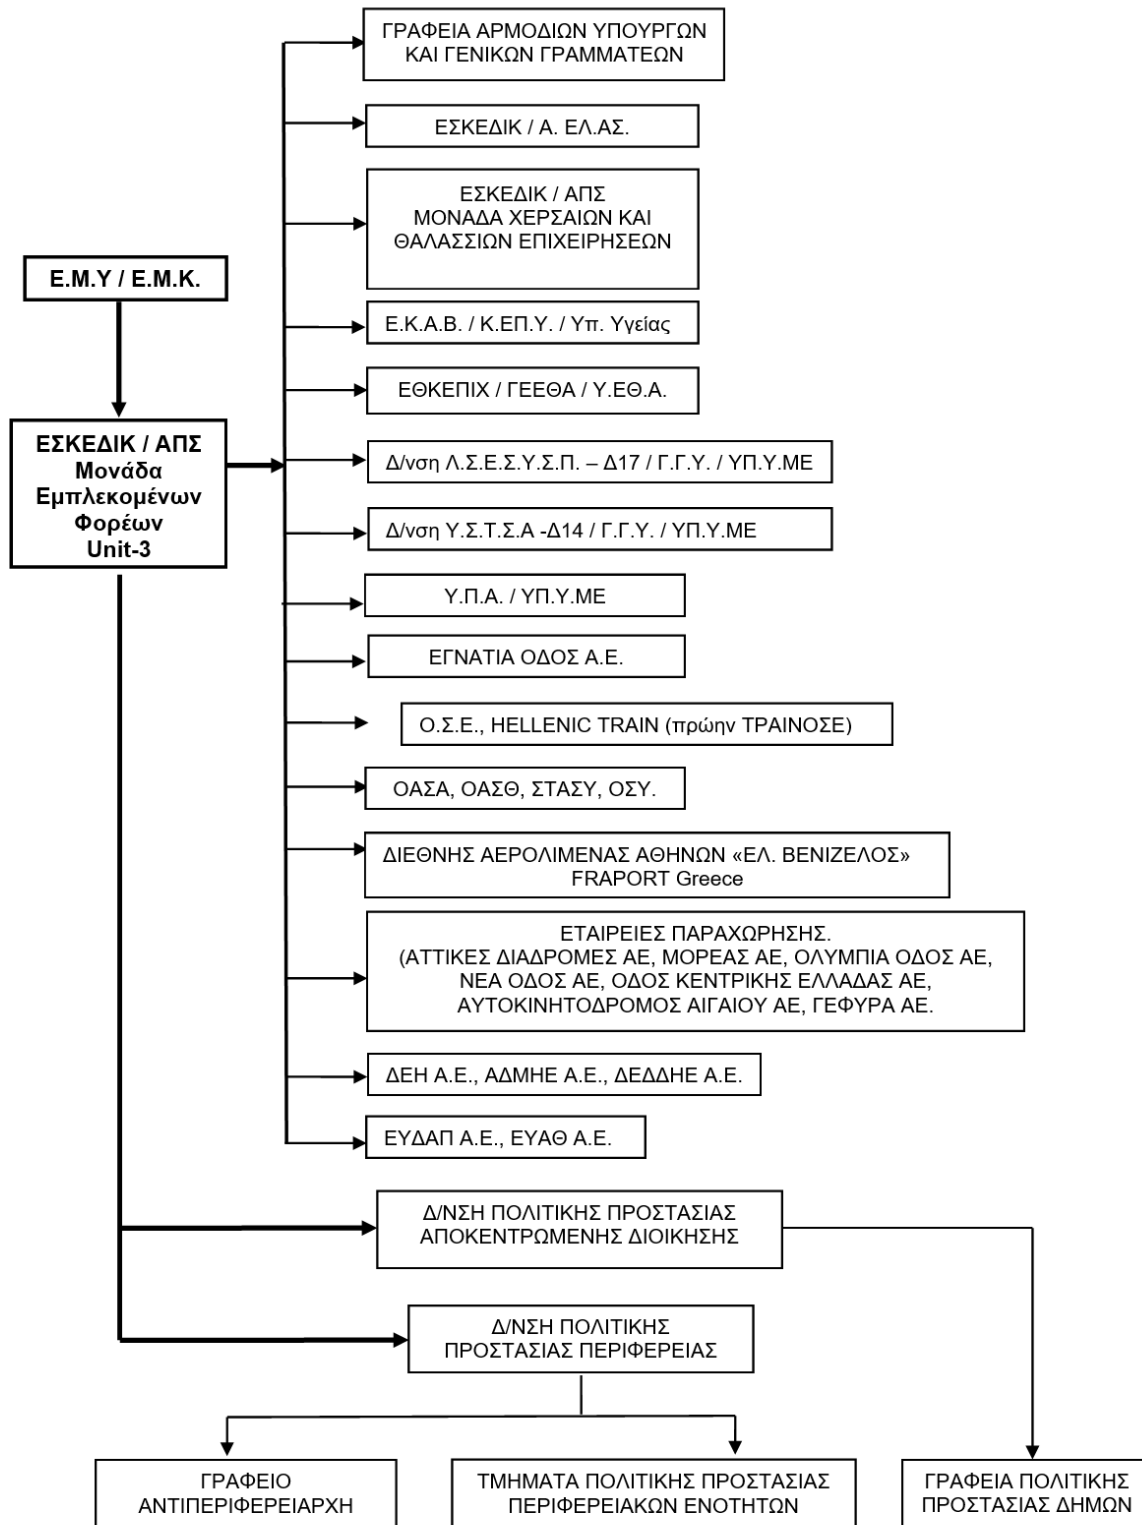 ΓΡΑΦΕΙΑ ΑΡΜΟΔΙΩΝ ΥΠΟΥΡΓΩΝ
ΚΑΙ ΓΕΝΙΚΩΝ ΓΡΑΜΜΑΤΕΩΝ
ΕΣΚΕΔΙΚ / Α. ΕΛ.ΑΣ.
ΕΣΚΕΔΙΚ / ΑΠΣ
ΜΟΝΑΔΑ ΧΕΡΣΑΙΩΝ ΚΑΙ
ΘΑΛΑΣΣΙΩΝ ΕΠΙΧΕΙΡΗΣΕΩΝ
Ε.Μ.Υ / Ε.Μ.Κ.
Ε.Κ.Α.Β. / Κ.ΕΠ.Υ. / Υπ. Υγείας
ΕΘΚΕΠΙΧ / ΓΕΕΘΑ / Υ.ΕΘ.Α.
ΕΣΚΕΔΙΚ / ΑΠΣ
Μονάδα
Εμπλεκομένων
Φορέων
Unit-3
Δ/νση Λ.Σ.Ε.Σ.Υ.Σ.Π. – Δ17 / Γ.Γ.Υ. / ΥΠ.Υ.ΜΕ
Δ/νση Υ.Σ.Τ.Σ.Α -Δ14 / Γ.Γ.Υ. / ΥΠ.Υ.ΜΕ
Υ.Π.Α. / ΥΠ.Υ.ΜΕ
ΕΓΝΑΤΙΑ ΟΔΟΣ Α.Ε.
Ο.Σ.Ε., HELLENIC TRAIN (πρώην ΤΡΑΙΝΟΣΕ)
ΟΑΣΑ, ΟΑΣΘ, ΣΤΑΣΥ, ΟΣΥ.
ΔΙΕΘΝΗΣ ΑΕΡΟΛΙΜΕΝΑΣ ΑΘΗΝΩΝ «ΕΛ. ΒΕΝΙΖΕΛΟΣ»
FRAPORT Greece
ΕΤΑΙΡΕΙΕΣ ΠΑΡΑΧΩΡΗΣΗΣ.
(ΑΤΤΙΚΕΣ ΔΙΑΔΡΟΜΕΣ ΑΕ, ΜΟΡΕΑΣ ΑΕ, ΟΛΥΜΠΙΑ ΟΔΟΣ ΑΕ,
ΝΕΑ ΟΔΟΣ ΑΕ, ΟΔΟΣ ΚΕΝΤΡΙΚΗΣ ΕΛΛΑΔΑΣ ΑΕ,
ΑΥΤΟΚΙΝΗΤΟΔΡΟΜΟΣ ΑΙΓΑΙΟΥ ΑΕ, ΓΕΦΥΡΑ ΑΕ.
ΔΕΗ Α.Ε., ΑΔΜΗΕ Α.Ε., ΔΕΔΔΗΕ Α.Ε.
ΕΥΔΑΠ Α.Ε., ΕΥΑΘ Α.Ε.
Δ/ΝΣΗ ΠΟΛΙΤΙΚΗΣ ΠΡΟΣΤΑΣΙΑΣ
ΑΠΟΚΕΝΤΡΩΜΕΝΗΣ ΔΙΟΙΚΗΣΗΣ
Δ/ΝΣΗ ΠΟΛΙΤΙΚΗΣ
ΠΡΟΣΤΑΣΙΑΣ ΠΕΡΙΦΕΡΕΙΑΣ
ΓΡΑΦΕΙΟ
ΑΝΤΙΠΕΡΙΦΕΡΕΙΑΡΧΗ
ΤΜΗΜΑΤΑ ΠΟΛΙΤΙΚΗΣ ΠΡΟΣΤΑΣΙΑΣ
ΠΕΡΙΦΕΡΕΙΑΚΩΝ ΕΝΟΤΗΤΩΝ
ΓΡΑΦΕΙΑ ΠΟΛΙΤΙΚΗΣ
ΠΡΟΣΤΑΣΙΑΣ ΔΗΜΩΝ